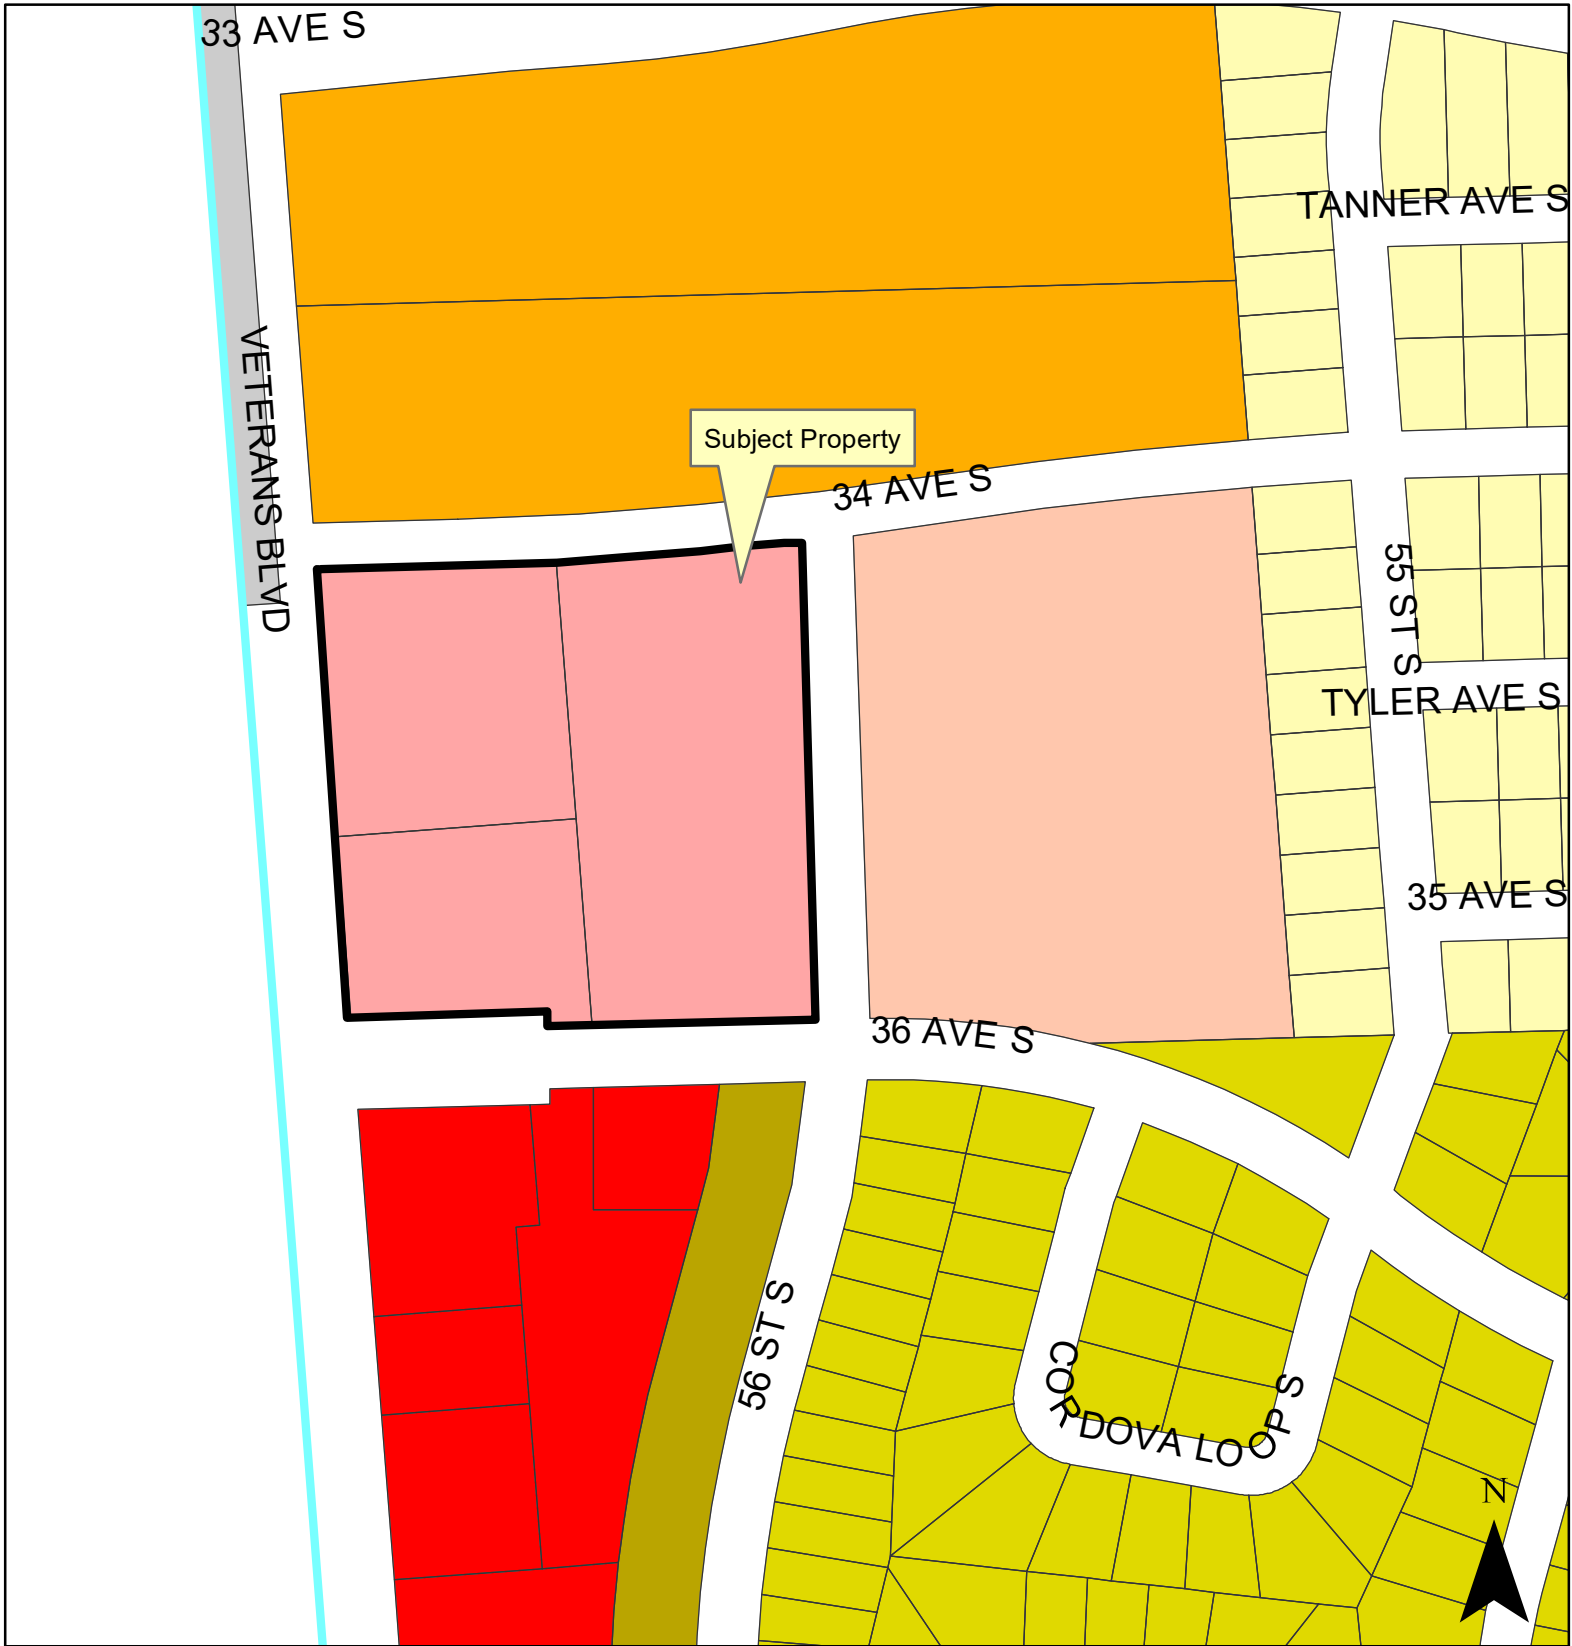 33 AVE S
TANNER AVE S
VETERANS BLVD
Subject Property
34 AVE S
55 ST S
TYLER AVE S
35 AVE S
36 AVE S
56 ST S
CORDOVA LOOP S
N